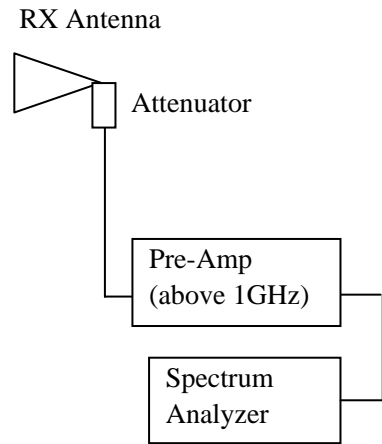 RX Antenna
Attenuator
Pre-Amp
(above 1GHz)
Spectrum
Analyzer